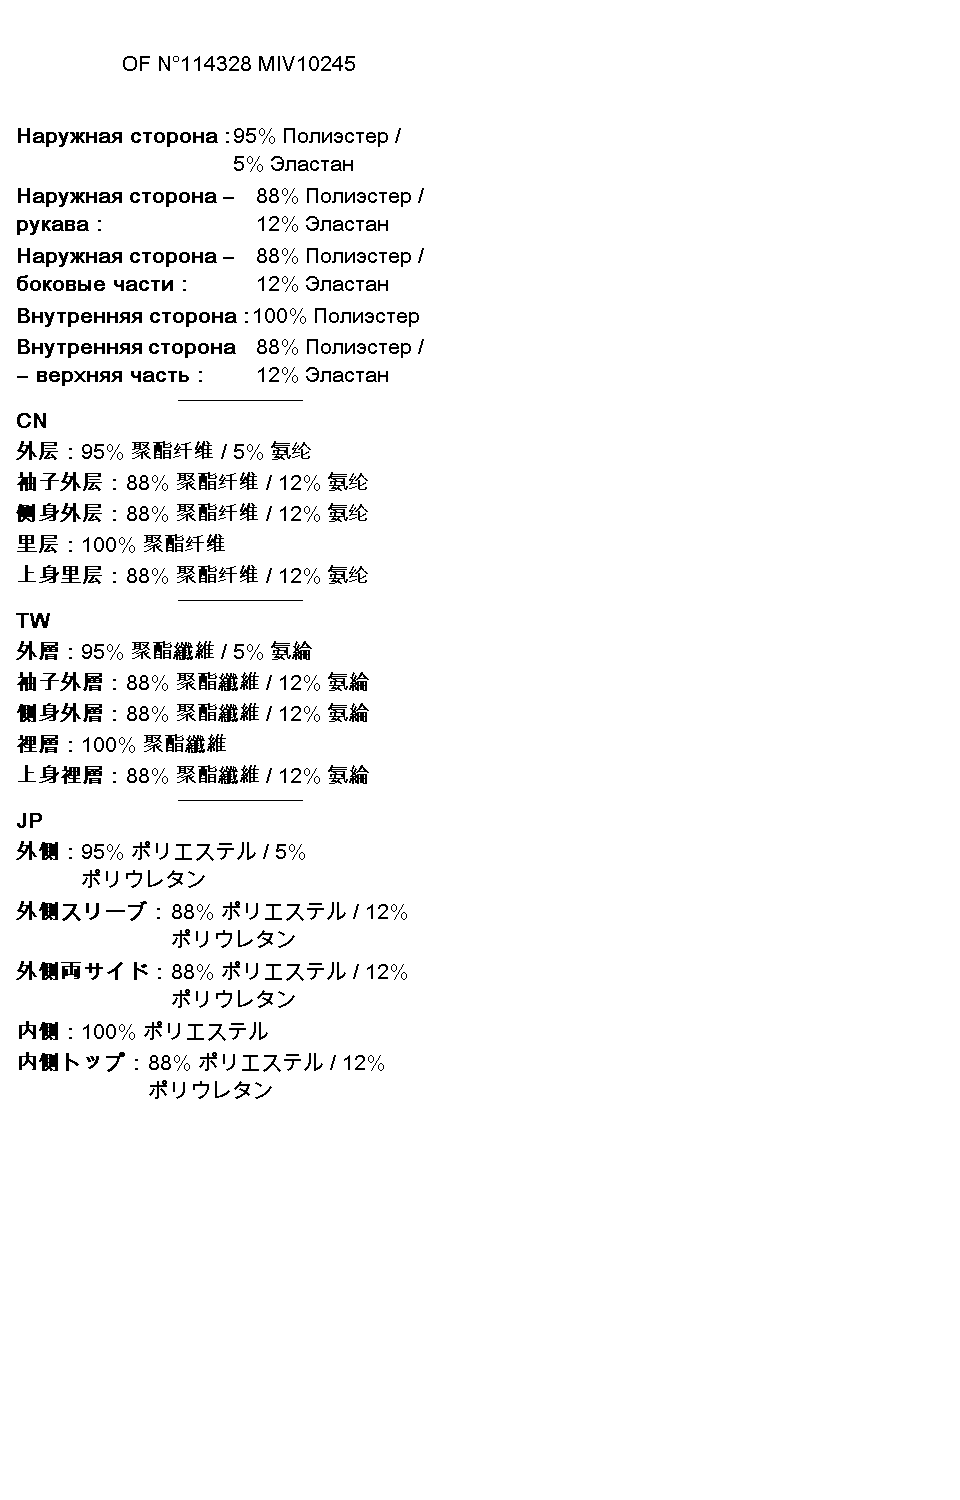 OF N°114328 MIV10245
Наружная сторона : 95% Полиэстер /
5% Эластан
Наружная сторона – 88% Полиэстер /
рукава : 12% Эластан
Наружная сторона – 88% Полиэстер /
боковые части : 12% Эластан
Внутренняя сторона : 100% Полиэстер
Внутренняя сторона 88% Полиэстер /
– верхняя часть : 12% Эластан
CN
外层 : 95% 聚酯纤维 / 5% 氨纶
袖子外层 : 88% 聚酯纤维 / 12% 氨纶
侧身外层 : 88% 聚酯纤维 / 12% 氨纶
里层 : 100% 聚酯纤维
上身里层 : 88% 聚酯纤维 / 12% 氨纶
TW
外層 : 95% 聚酯纖維 / 5% 氨綸
袖子外層 : 88% 聚酯纖維 / 12% 氨綸
側身外層 : 88% 聚酯纖維 / 12% 氨綸
裡層 : 100% 聚酯纖維
上身裡層 : 88% 聚酯纖維 / 12% 氨綸
JP
外側 : 95% ポリエステル / 5%
ポリウレタン
外側スリーブ : 88% ポリエステル / 12%
ポリウレタン
外側両サイド : 88% ポリエステル / 12%
ポリウレタン
内側 : 100% ポリエステル
内側トップ : 88% ポリエステル / 12%
ポリウレタン